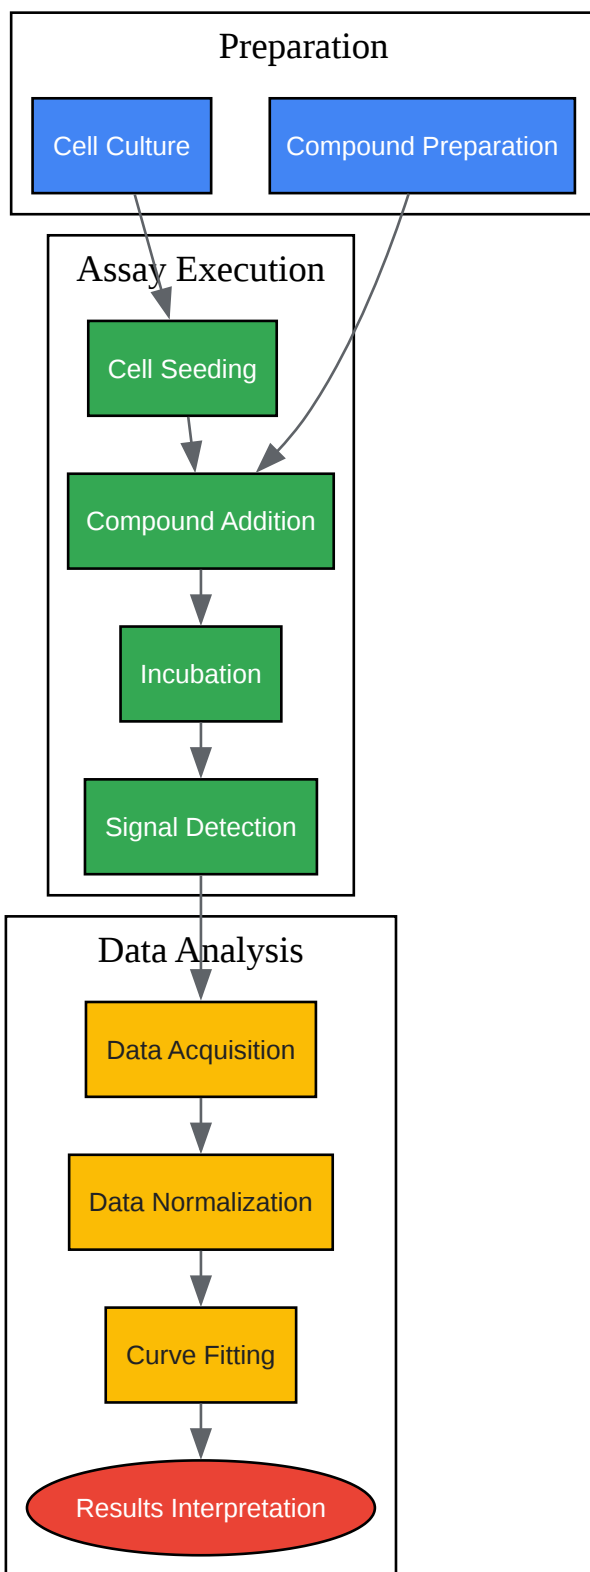 Preparation
Cell Culture
Compound Preparation
Assay Execution
Cell Seeding
Compound Addition
Incubation
Signal Detection
Data Analysis
Data Acquisition
Data Normalization
Curve Fitting
Results Interpretation